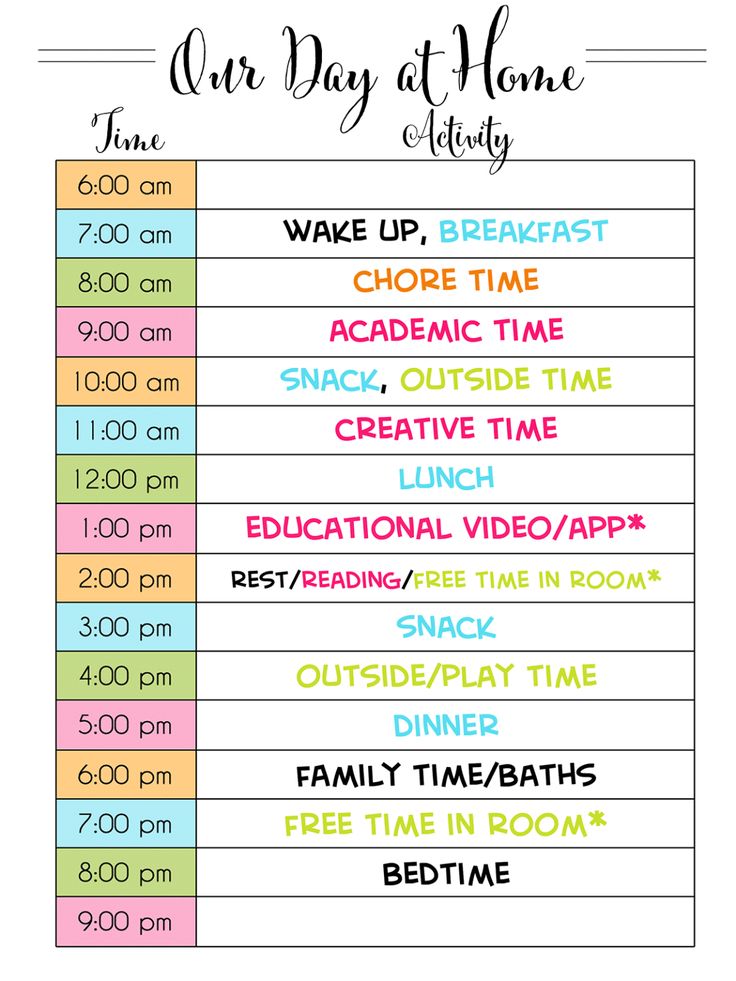 Our Day at Home
Time Activity
6:00 am
7:00 am WAKE UP, BREAKFAST
8:00 am CHORE TIME
9:00 am ACADEMIC TIME
10:00 am SNACK, OUTSIDE TIME
11:00 am CREATIVE TIME
12:00 pm LUNCH
1:00 pm EDUCATIONAL VIDEO/APP*
2:00 pm REST/READING/FREE TIME IN ROOM*
3:00 pm SNACK
4:00 pm OUTSIDE/PLAY TIME
5:00 pm DINNER
6:00 pm FAMILY TIME/BATHS
7:00 pm FREE TIME IN ROOM*
8:00 pm BEDTIME
9:00 pm